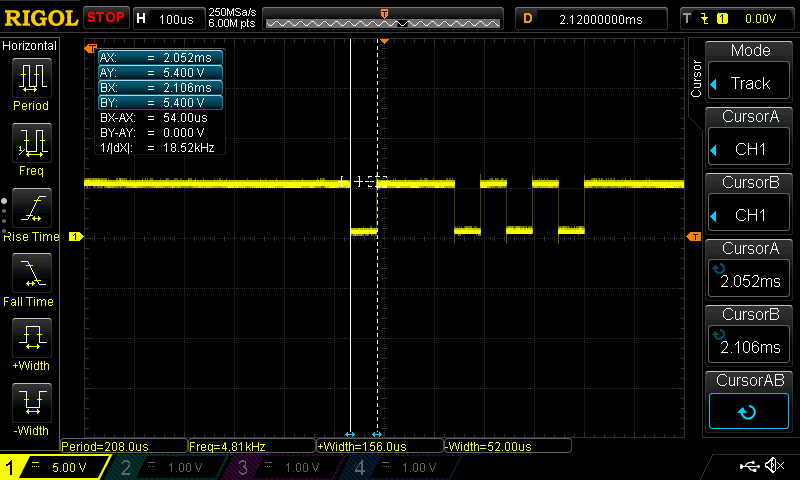 RIGOL STOP H 100us 250MSa/s 6.00M pts D 2.12000000ms T 1 0.00V
Horizontal
Period
Freq
Rise Time
Fall Time
+Width
-Width
T
AX: = 2.052ms
AY: = 5.400 V
BX: = 2.106ms
BY: = 5.400 V
BX-AX: = 54.00us
BY-AY: = 0.000 V
1/|dX|: = 18.52kHz
1
T
Cursor
Mode
Track
CursorA
CH1
CursorB
CH1
CursorA
2.052ms
CursorB
2.106ms
CursorAB
Period=208.0us Freq=4.81kHz +Width=156.0us -Width=52.00us
1 = 5.00 V 2 = 1.00 V 3 = 1.00 V 4 = 1.00 V